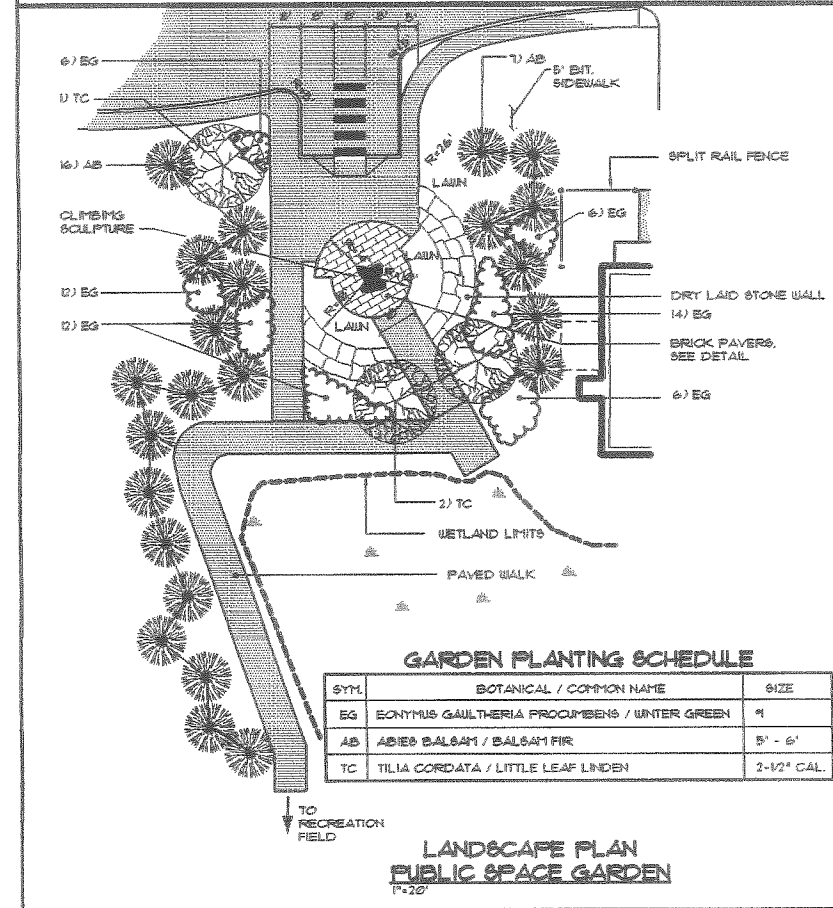 6) EG
1) TC
16) AB
CLIMBING
SCULPTURE
12) EG
12) EG
7) AB
5' BIT.
SIDEWALK
R=26'
LAWN
LAWN
LAWN
SPLIT RAIL FENCE
6) EG
DRY LAID STONE WALL
14) EG
BRICK PAVERS,
SEE DETAIL
6) EG
2) TC
WETLAND LIMITS
PAVED WALK
GARDEN PLANTING SCHEDULE
SYM. BOTANICAL / COMMON NAME SIZE
EG EONYMUS GAULTHERIA PROCUMBENS / WINTER GREEN
AB ABIES BALSAM / BALSAM FIR 5' - 6'
TC TILIA CORDATA / LITTLE LEAF LINDEN 2-1/2" CAL.
TO
RECREATION
FIELD
LANDSCAPE PLAN
PUBLIC SPACE GARDEN
1"=20'